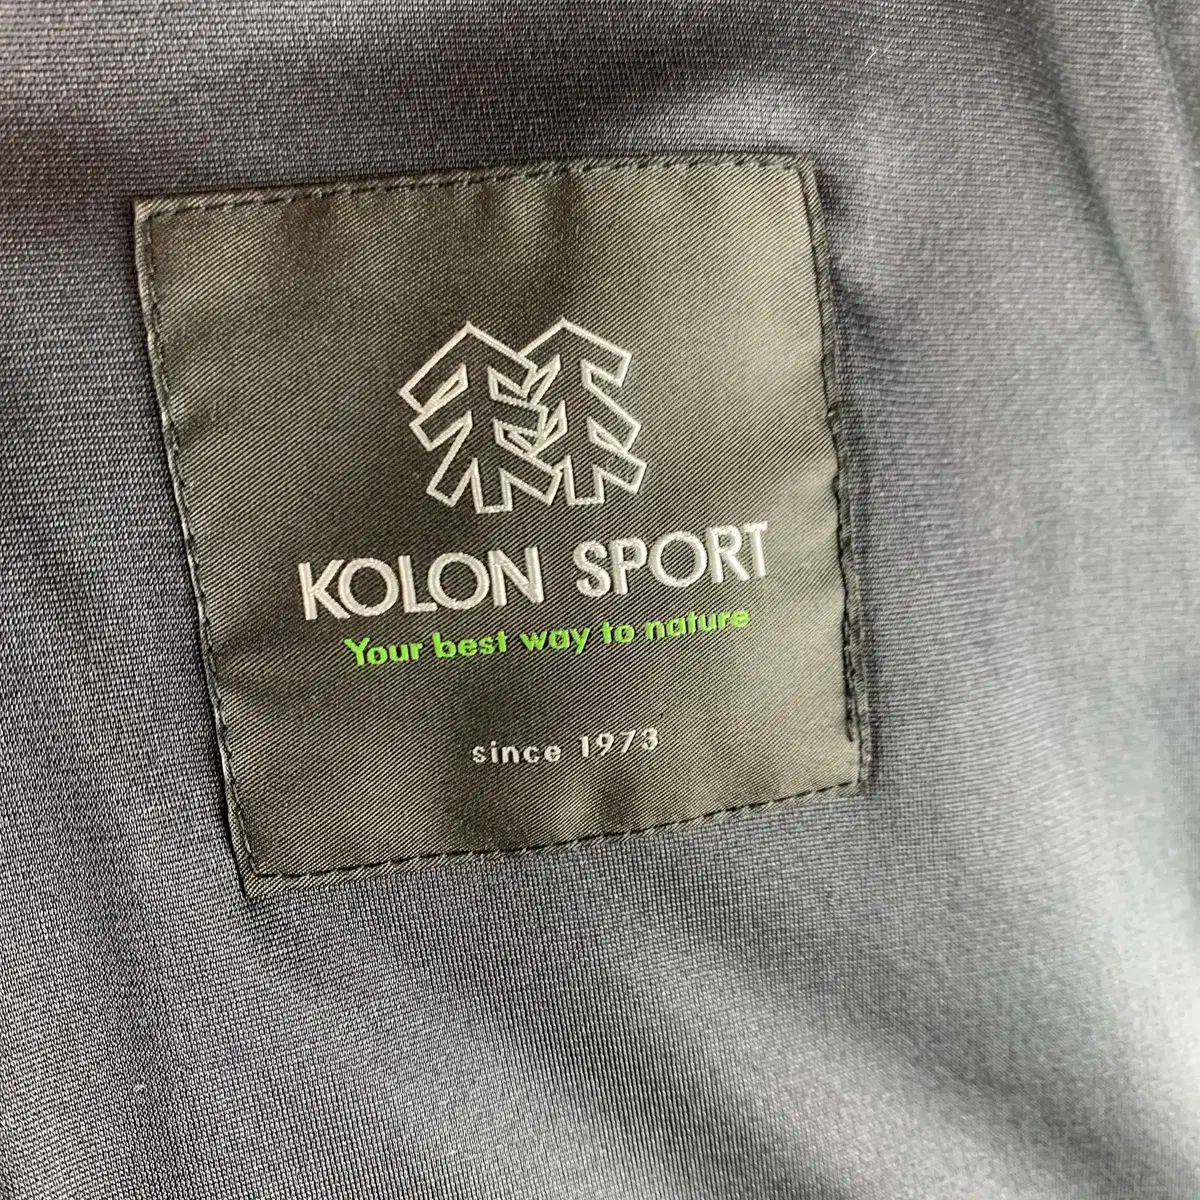 KOLON SPORT
Your best way to nature
since 1973